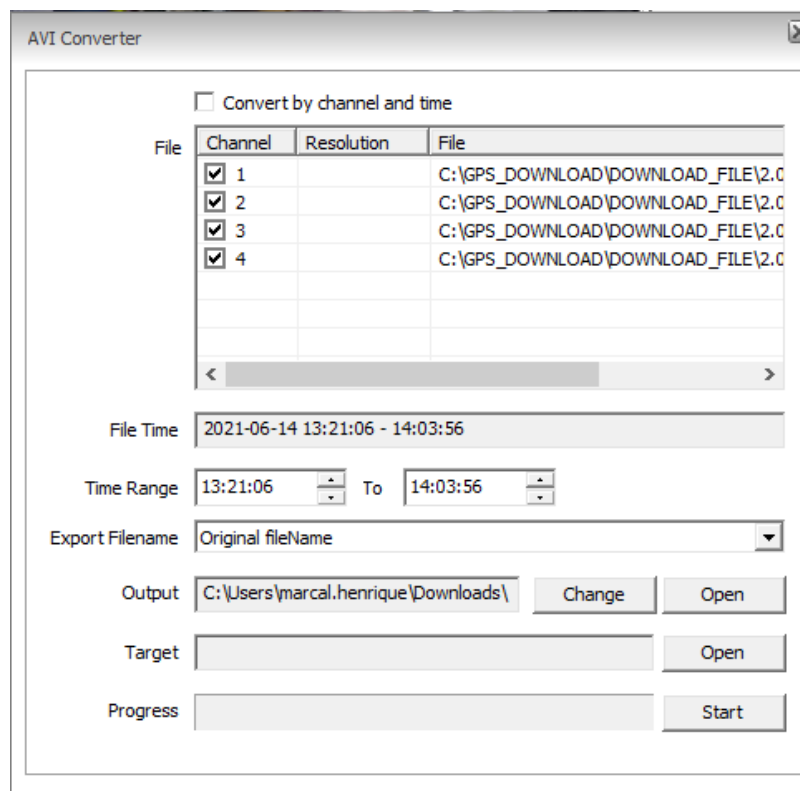 AVI Converter
Convert by channel and time
File
Channel Resolution File
1 C:\GPS_DOWNLOAD\DOWNLOAD_FILE\2.0
2 C:\GPS_DOWNLOAD\DOWNLOAD_FILE\2.0
3 C:\GPS_DOWNLOAD\DOWNLOAD_FILE\2.0
4 C:\GPS_DOWNLOAD\DOWNLOAD_FILE\2.0
File Time 2021-06-14 13:21:06 - 14:03:56
Time Range 13:21:06 To 14:03:56
Export Filename Original fileName
Output C:\Users\marcal.henrique\Downloads\ Change Open
Target Open
Progress Start